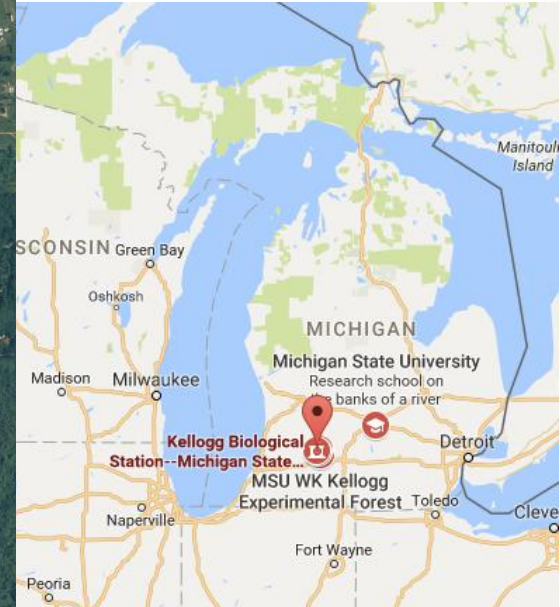 Manitoul
Island
SCONSIN
Green Bay
Oshkosh
MICHIGAN
Michigan State University
Research school on
the banks of a river
Madison
Milwaukee
Kellogg Biological
Station--Michigan State...
Detroit
MSU WK Kellogg
Experimental Forest
Toledo
Cleve
Naperville
Fort Wayne
Peoria